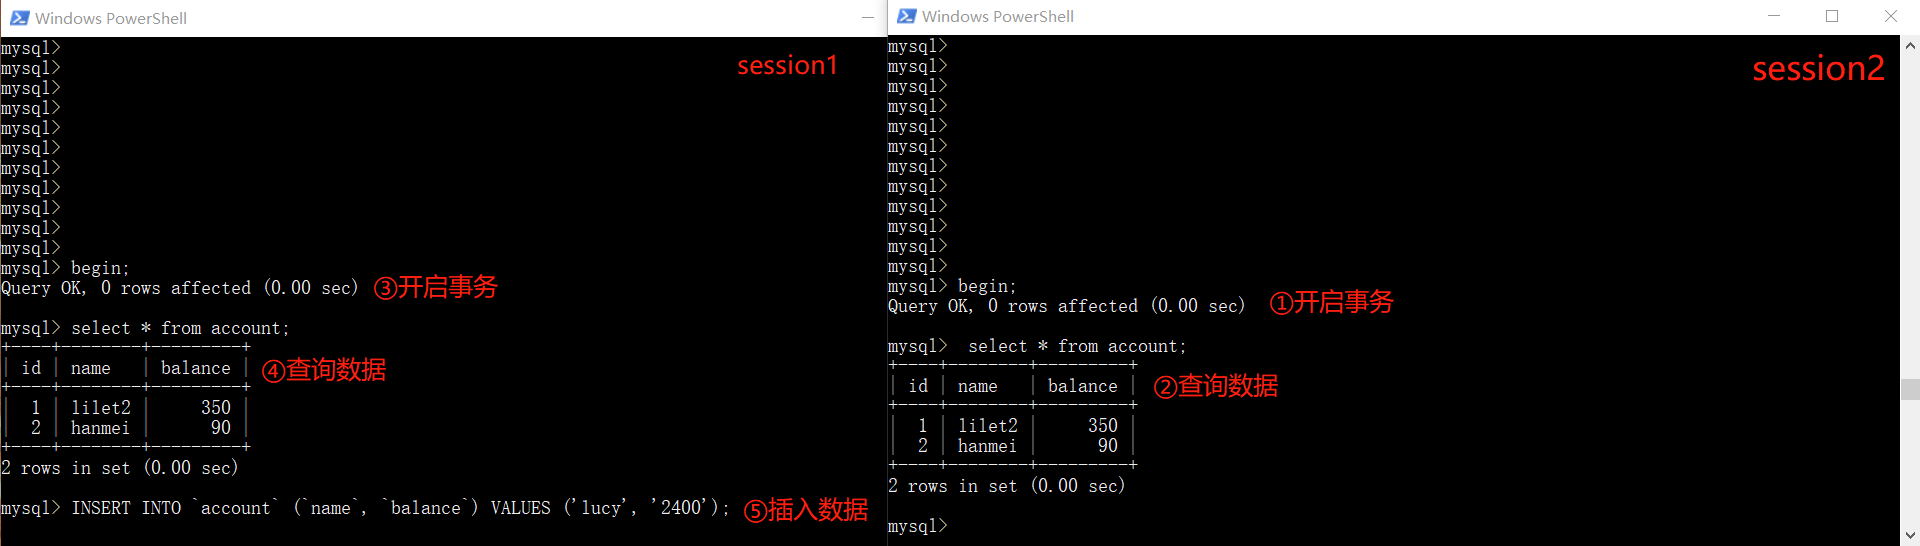 Windows PowerShell
session1
mysql>
mysql>
mysql>
mysql>
mysql>
mysql>
mysql>
mysql>
mysql>
mysql>
mysql>
mysql> begin;
Query OK, 0 rows affected (0.00 sec) ③开启事务
mysql> select * from account;
+----+--------+---------+
| id | name   | balance | ④查询数据
+----+--------+---------+
|  1 | lilet2 |     350 |
|  2 | hanmei |      90 |
+----+--------+---------+
2 rows in set (0.00 sec)
mysql> INSERT INTO `account` (`name`, `balance`) VALUES ('lucy', '2400'); ⑤插入数据
Windows PowerShell
session2
mysql>
mysql>
mysql>
mysql>
mysql>
mysql>
mysql>
mysql>
mysql>
mysql>
mysql>
mysql>
mysql> begin;
Query OK, 0 rows affected (0.00 sec) ①开启事务
mysql>  select * from account;
+----+--------+---------+
| id | name   | balance | ②查询数据
+----+--------+---------+
|  1 | lilet2 |     350 |
|  2 | hanmei |      90 |
+----+--------+---------+
2 rows in set (0.00 sec)
mysql>